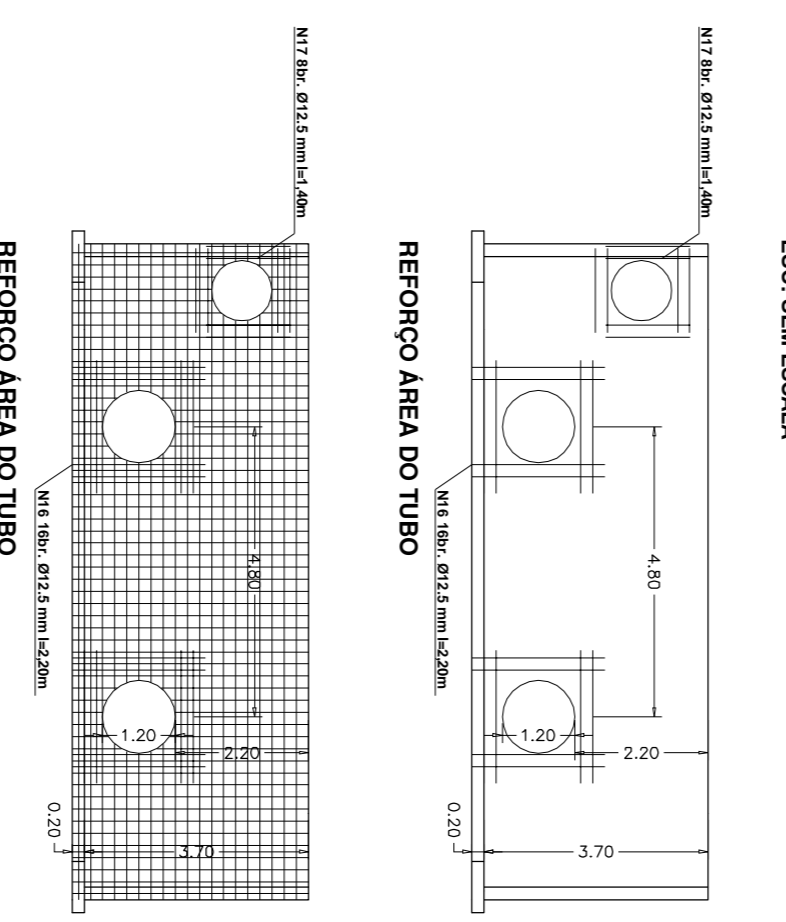 N17 8br. Ø12.5 mm l=1,40m
4.80
1.20
2.20
3.70
0.20
N16 16br. Ø12.5 mm l=2,20m
REFORÇO ÁREA DO TUBO
N17 8br. Ø12.5 mm l=1,40m
4.80
1.20
2.20
3.70
0.20
N16 16br. Ø12.5 mm l=2,20m
REFORÇO ÁREA DO TUBO